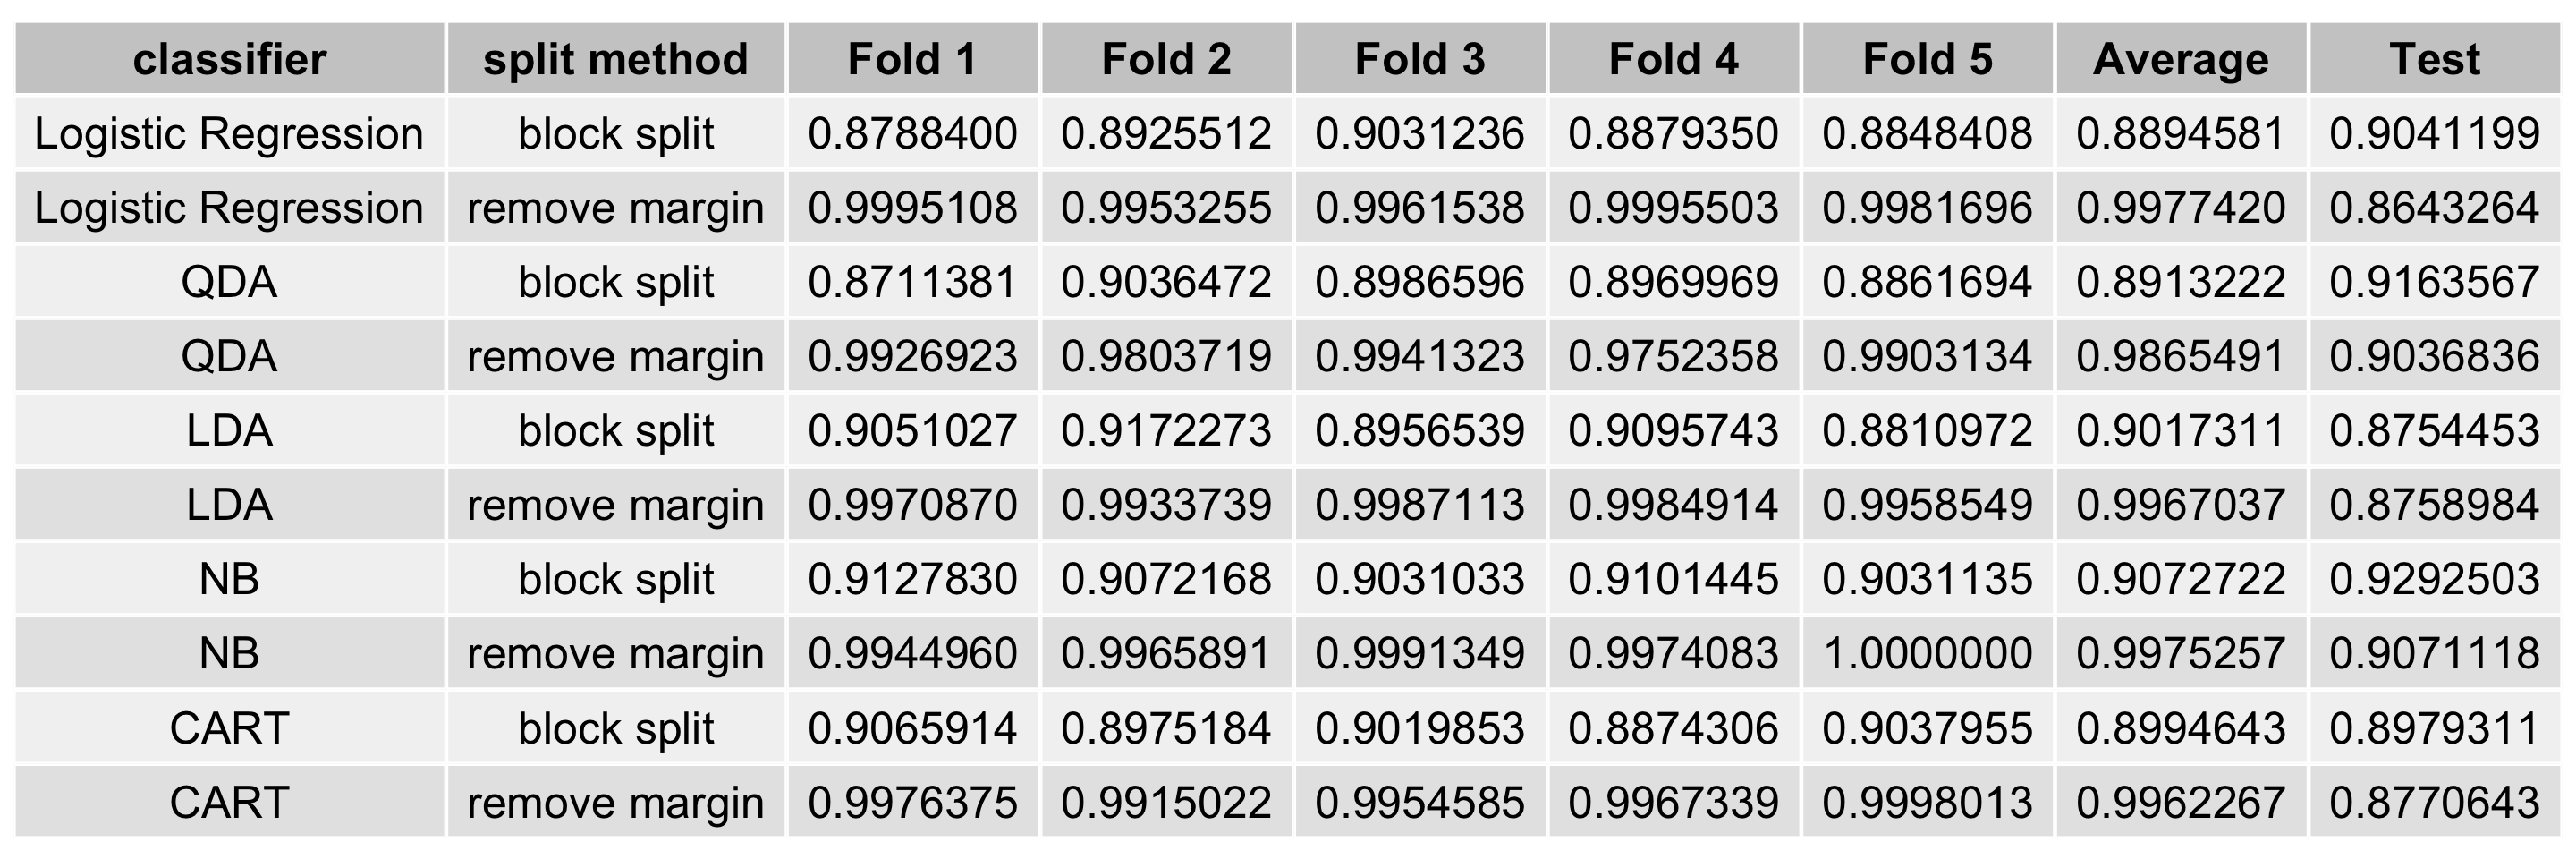 classifier split method Fold 1 Fold 2 Fold 3 Fold 4 Fold 5 Average Test
Logistic Regression block split 0.8788400 0.8925512 0.9031236 0.8879350 0.8848408 0.8894581 0.9041199
Logistic Regression remove margin 0.9995108 0.9953255 0.9961538 0.9995503 0.9981696 0.9977420 0.8643264
QDA block split 0.8711381 0.9036472 0.8986596 0.8969969 0.8861694 0.8913222 0.9163567
QDA remove margin 0.9926923 0.9803719 0.9941323 0.9752358 0.9903134 0.9865491 0.9036836
LDA block split 0.9051027 0.9172273 0.8956539 0.9095743 0.8810972 0.9017311 0.8754453
LDA remove margin 0.9970870 0.9933739 0.9987113 0.9984914 0.9958549 0.9967037 0.8758984
NB block split 0.9127830 0.9072168 0.9031033 0.9101445 0.9031135 0.9072722 0.9292503
NB remove margin 0.9944960 0.9965891 0.9991349 0.9974083 1.0000000 0.9975257 0.9071118
CART block split 0.9065914 0.8975184 0.9019853 0.8874306 0.9037955 0.8994643 0.8979311
CART remove margin 0.9976375 0.9915022 0.9954585 0.9967339 0.9998013 0.9962267 0.8770643